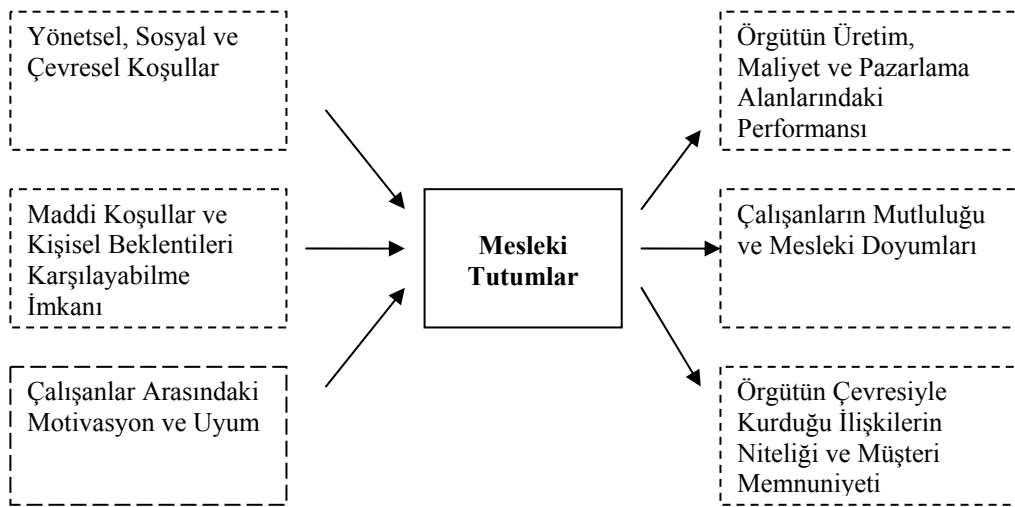 Yönetsel, Sosyal ve
Çevresel Koşullar
Maddi Koşullar ve
Kişisel Beklentileri
Karşılayabilme
İmkanı
Çalışanlar Arasındaki
Motivasyon ve Uyum
Mesleki
Tutumlar
Örgütün Üretim,
Maliyet ve Pazarlama
Alanlarındaki
Performansı
Çalışanların Mutluluğu
ve Mesleki Doyumları
Örgütün Çevresiyle
Kurduğu İlişkilerin
Niteliği ve Müşteri
Memnuniyeti